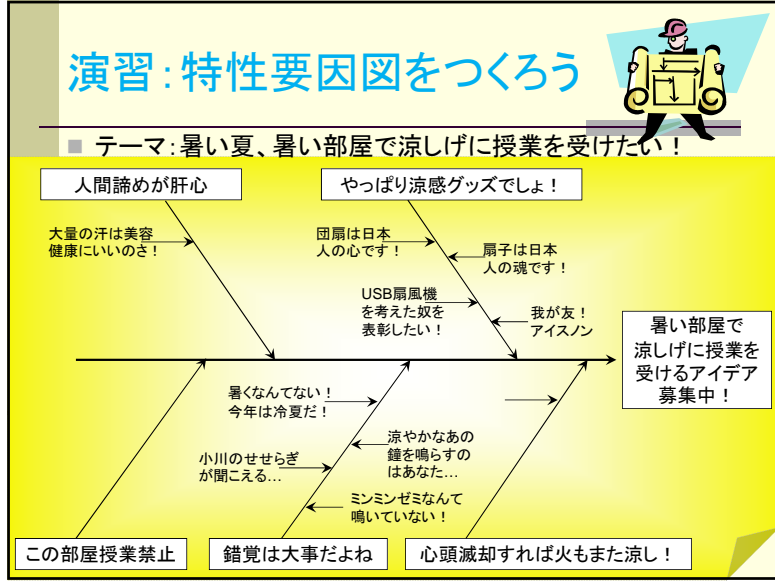 演習：特性要因図をつくろう
テーマ：暑い夏、暑い部屋で涼しげに授業を受けたい！
人間諦めが肝心
やっぱり涼感グッズでしょ！
大量の汗は美容
健康にいいのさ！
団扇は日本
人の心です！
扇子は日本
人の魂です！
USB扇風機
を考えた奴を
表彰したい！
我が友！
アイスノン
暑い部屋で
涼しげに授業を
受けるアイデア
募集中！
暑くなんてない！
今年は冷夏だ！
涼やかなあの
鐘を鳴らすの
はあなた…
小川のせせらぎ
が聞こえる…
ミンミンゼミなんて
鳴いていない！
この部屋授業禁止
錯覚は大事だよね
心頭滅却すれば火もまた涼し！